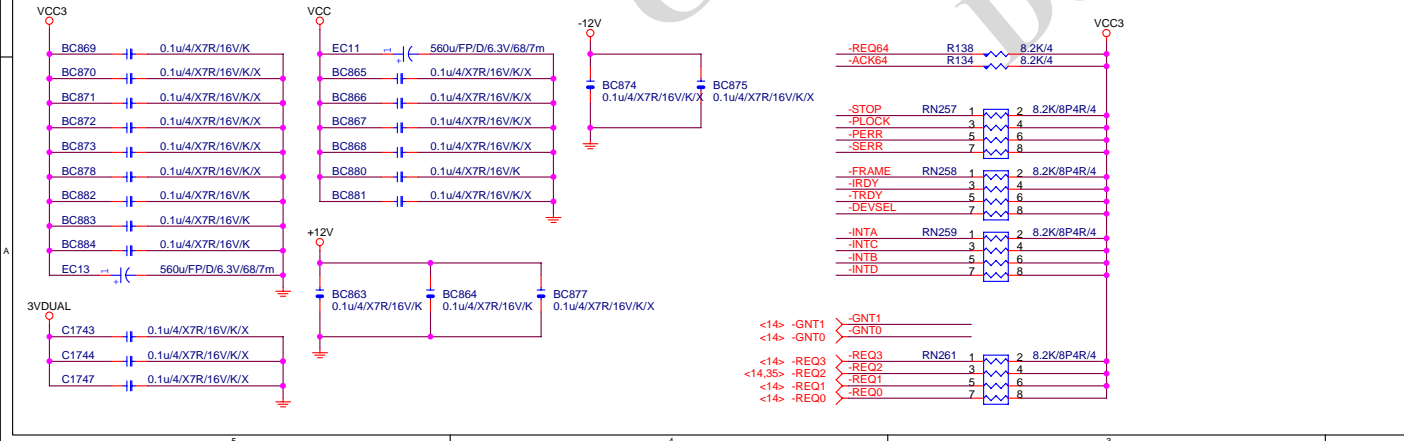 VCC3
BC869 0.1u/4/X7R/16V/K
BC870 0.1u/4/X7R/16V/K/X
BC871 0.1u/4/X7R/16V/K/X
BC872 0.1u/4/X7R/16V/K/X
BC873 0.1u/4/X7R/16V/K/X
BC878 0.1u/4/X7R/16V/K/X
BC882 0.1u/4/X7R/16V/K
BC883 0.1u/4/X7R/16V/K
BC884 0.1u/4/X7R/16V/K
EC13 1 + 560u/FP/D/6.3V/68/7m
3VDUAL
C1743 0.1u/4/X7R/16V/K/X
C1744 0.1u/4/X7R/16V/K/X
C1747 0.1u/4/X7R/16V/K/X
VCC
EC11 1 + 560u/FP/D/6.3V/68/7m
BC865 0.1u/4/X7R/16V/K/X
BC866 0.1u/4/X7R/16V/K/X
BC867 0.1u/4/X7R/16V/K/X
BC868 0.1u/4/X7R/16V/K/X
BC880 0.1u/4/X7R/16V/K
BC881 0.1u/4/X7R/16V/K/X
+12V
BC863 BC864 BC877
0.1u/4/X7R/16V/K 0.1u/4/X7R/16V/K 0.1u/4/X7R/16V/K/X
-12V
BC874 BC875
0.1u/4/X7R/16V/K/X 0.1u/4/X7R/16V/K/X
VCC3
-REQ64 R138 8.2K/4
-ACK64 R134 8.2K/4
-STOP RN257 1 2 8.2K/8P4R/4
-PLOCK 3 4
-PERR 5 6
-SERR 7 8
-FRAME RN258 1 2 8.2K/8P4R/4
-IRDY 3 4
-TRDY 5 6
-DEVSEL 7 8
-INTA RN259 1 2 8.2K/8P4R/4
-INTC 3 4
-INTB 5 6
-INTD 7 8
<14> -GNT1 -GNT1
<14> -GNT0 -GNT0
<14> -REQ3 -REQ3 RN261 1 2 8.2K/8P4R/4
<14,35> -REQ2 -REQ2 3 4
<14> -REQ1 -REQ1 5 6
<14> -REQ0 -REQ0 7 8
A